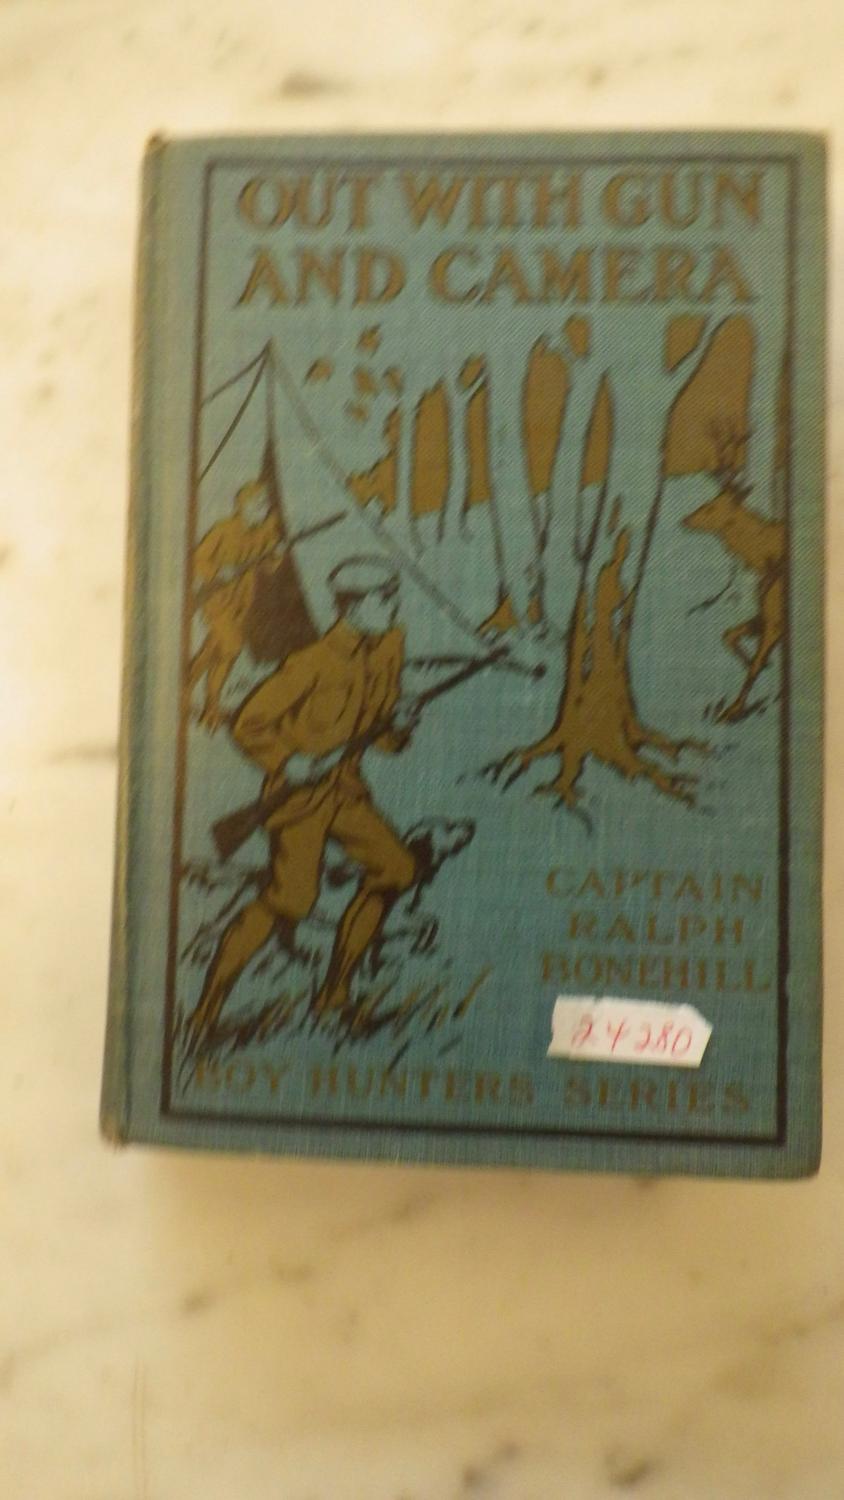 OUT WITH GUN
AND CAMERA
CAPTAIN
RALPH
BONEHILL
24280
BOY HUNTERS SERIES